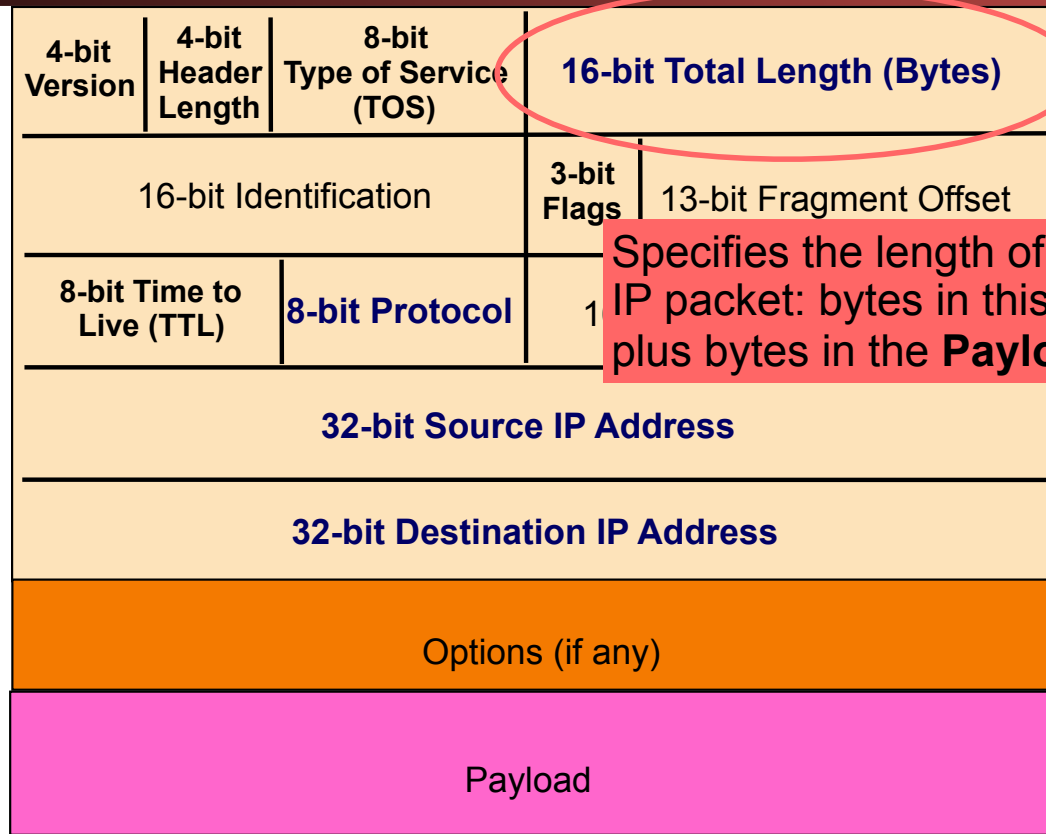 4-bit
Version
4-bit
Header
Length
8-bit
Type of Service
(TOS)
16-bit Total Length (Bytes)
16-bit Identification
3-bit
Flags
13-bit Fragment Offset
8-bit Time to
Live (TTL)
8-bit Protocol
Specifies the length of
IP packet: bytes in this
plus bytes in the
32-bit Source IP Address
32-bit Destination IP Address
Options (if any)
Payload